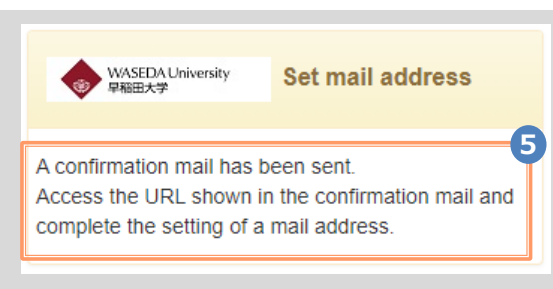 WASEDA University
早稲田大学
Set mail address
5
A confirmation mail has been sent.
Access the URL shown in the confirmation mail and
complete the setting of a mail address.